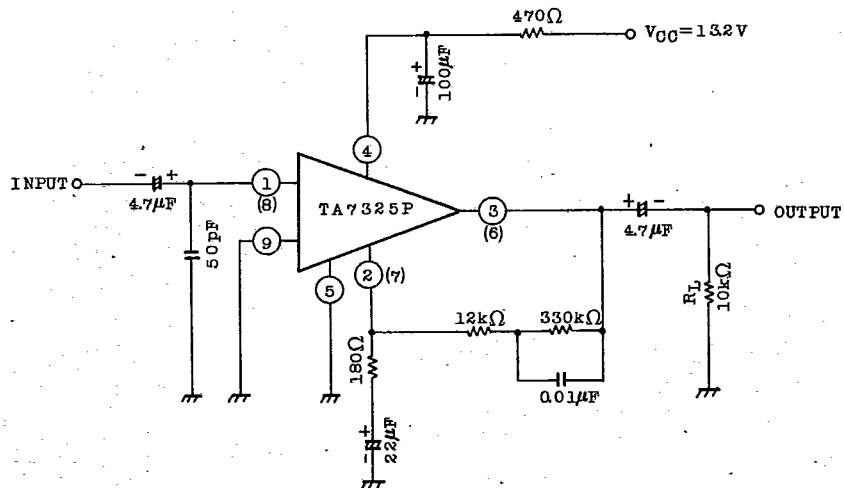 470Ω
VCC=13.2V
+
-
100μF
4
INPUT
- +
4.7μF
1
(8)
50pF
TA7325P
9
5
2
(7)
3
(6)
+ -
4.7μF
OUTPUT
RL
10kΩ
12kΩ
330kΩ
0.01μF
180Ω
+
-
22μF